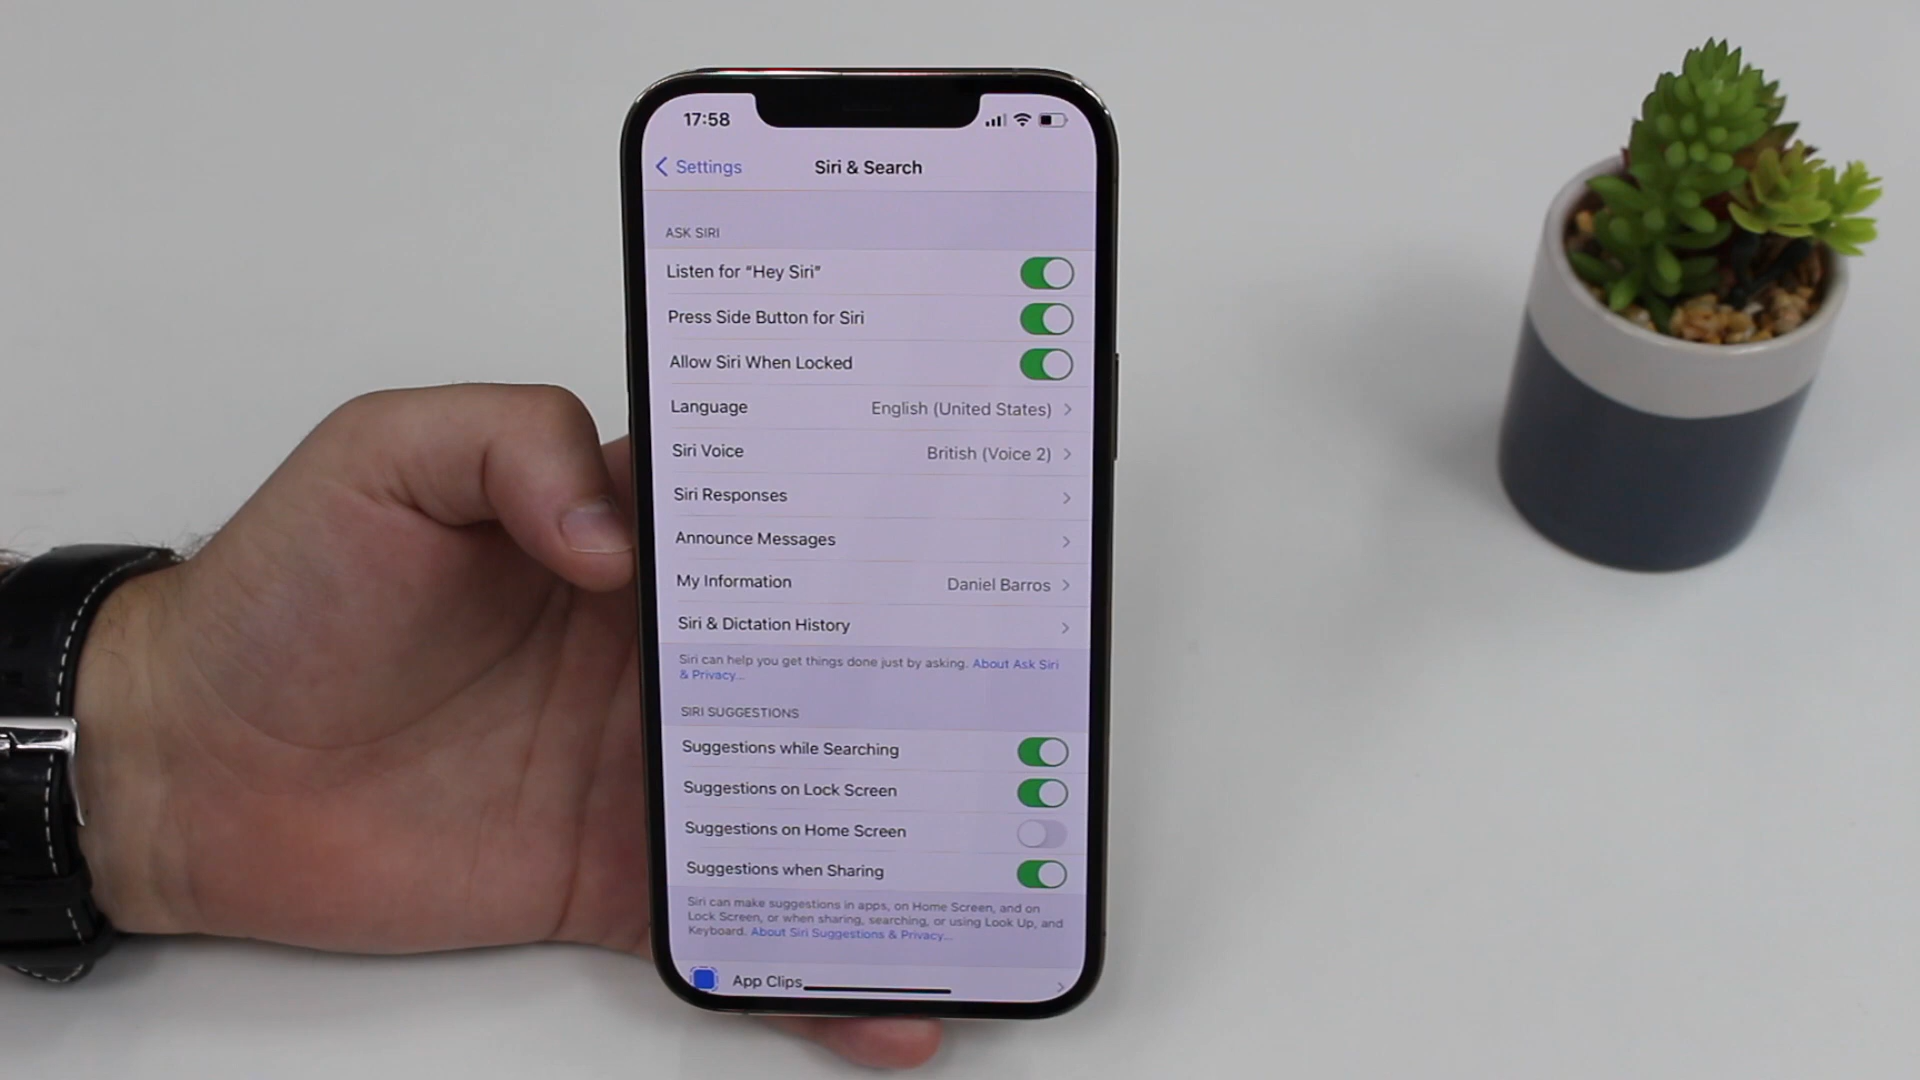 17:58
Settings
Siri & Search
ASK SIRI
Listen for "Hey Siri"
Press Side Button for Siri
Allow Siri When Locked
Language English (United States)
Siri Voice British (Voice 2)
Siri Responses
Announce Messages
My Information Daniel Barros
Siri & Dictation History
Siri can help you get things done just by asking. About Ask Siri
& Privacy...
SIRI SUGGESTIONS
Suggestions while Searching
Suggestions on Lock Screen
Suggestions on Home Screen
Suggestions when Sharing
Siri can make suggestions in apps, on Home Screen, and on
Lock Screen, or when sharing, searching, or using Look Up, and
Keyboard. About Siri Suggestions & Privacy...
App Clips